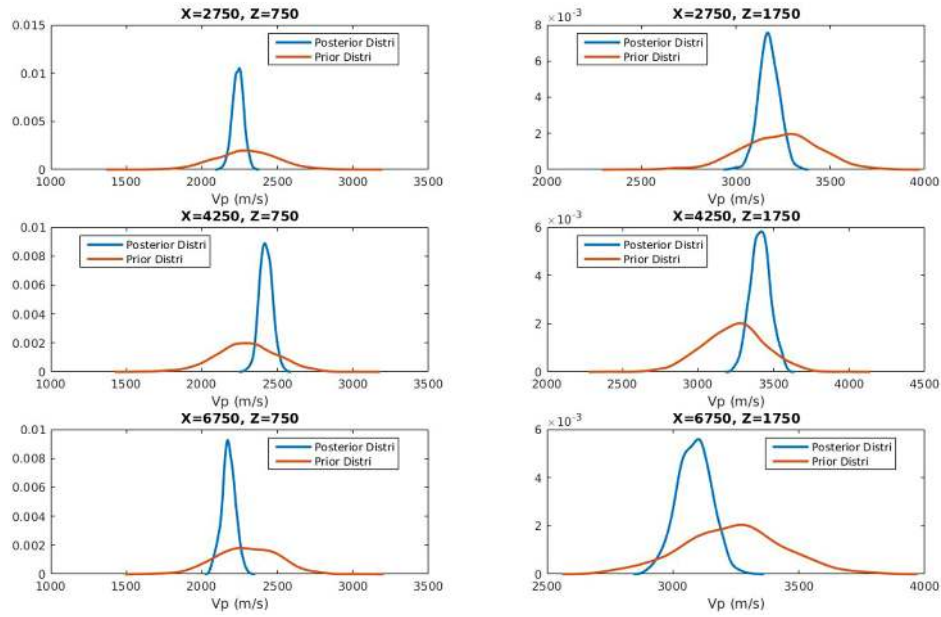 X=2750, Z=750
0.015
0.01
0.005
0
Posterior Distri
Prior Distri
1000 1500 2000 2500 3000 3500
Vp (m/s)
X=2750, Z=1750
×10⁻³
8
6
4
2
0
Posterior Distri
Prior Distri
2000 2500 3000 3500 4000
Vp (m/s)
X=4250, Z=750
0.01
0.008
0.006
0.004
0.002
0
Posterior Distri
Prior Distri
1000 1500 2000 2500 3000 3500
Vp (m/s)
X=4250, Z=1750
×10⁻³
6
4
2
0
Posterior Distri
Prior Distri
2000 2500 3000 3500 4000 4500
Vp (m/s)
X=6750, Z=750
0.01
0.008
0.006
0.004
0.002
0
Posterior Distri
Prior Distri
1000 1500 2000 2500 3000 3500
Vp (m/s)
X=6750, Z=1750
×10⁻³
6
4
2
0
Posterior Distri
Prior Distri
2500 3000 3500 4000
Vp (m/s)